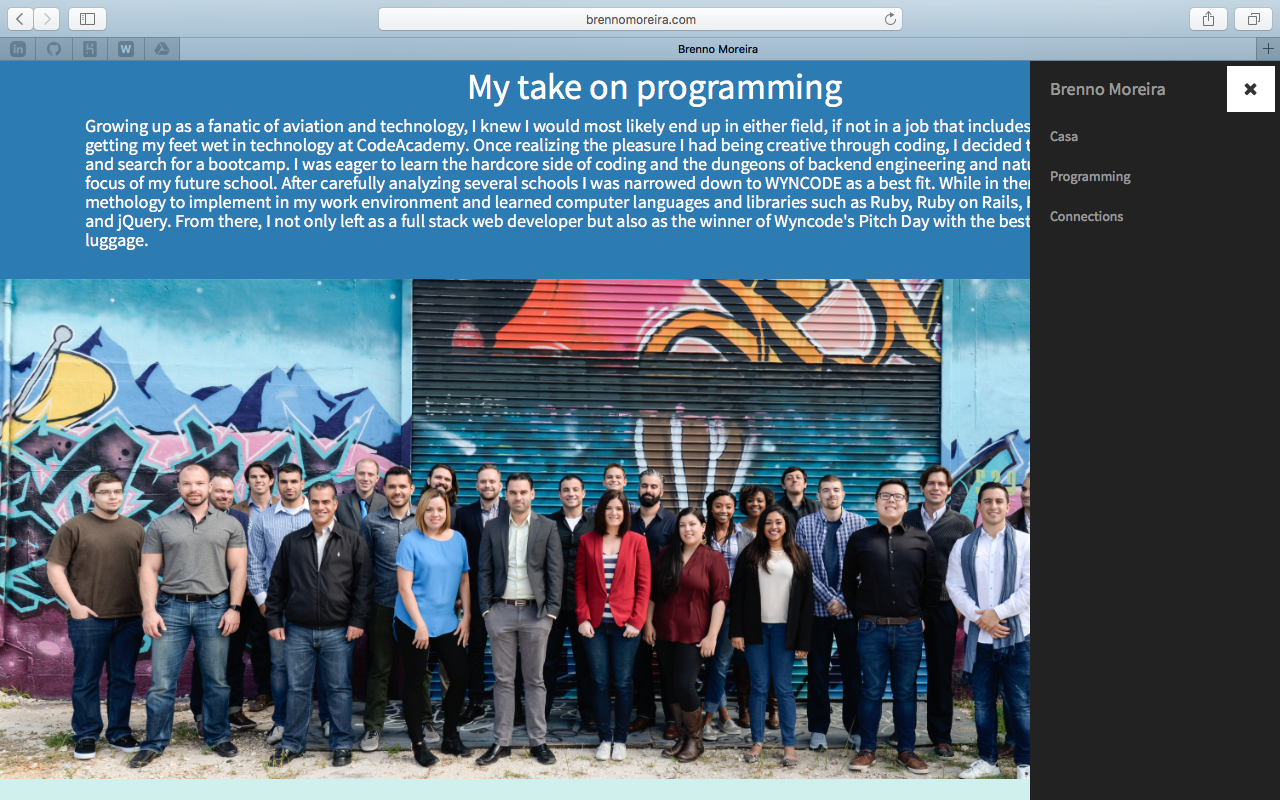 brennomoreira.com
in
W
Brenno Moreira
My take on programming
Growing up as a fanatic of aviation and technology, I knew I would most likely end up in either field, if not in a job that includes
getting my feet wet in technology at CodeAcademy. Once realizing the pleasure I had being creative through coding, I decided t
and search for a bootcamp. I was eager to learn the hardcore side of coding and the dungeons of backend engineering and natu
focus of my future school. After carefully analyzing several schools I was narrowed down to WYNCODE as a best fit. While in ther
methology to implement in my work environment and learned computer languages and libraries such as Ruby, Ruby on Rails, H
and jQuery. From there, I not only left as a full stack web developer but also as the winner of Wyncode's Pitch Day with the best
luggage.
Brenno Moreira
Casa
Programming
Connections